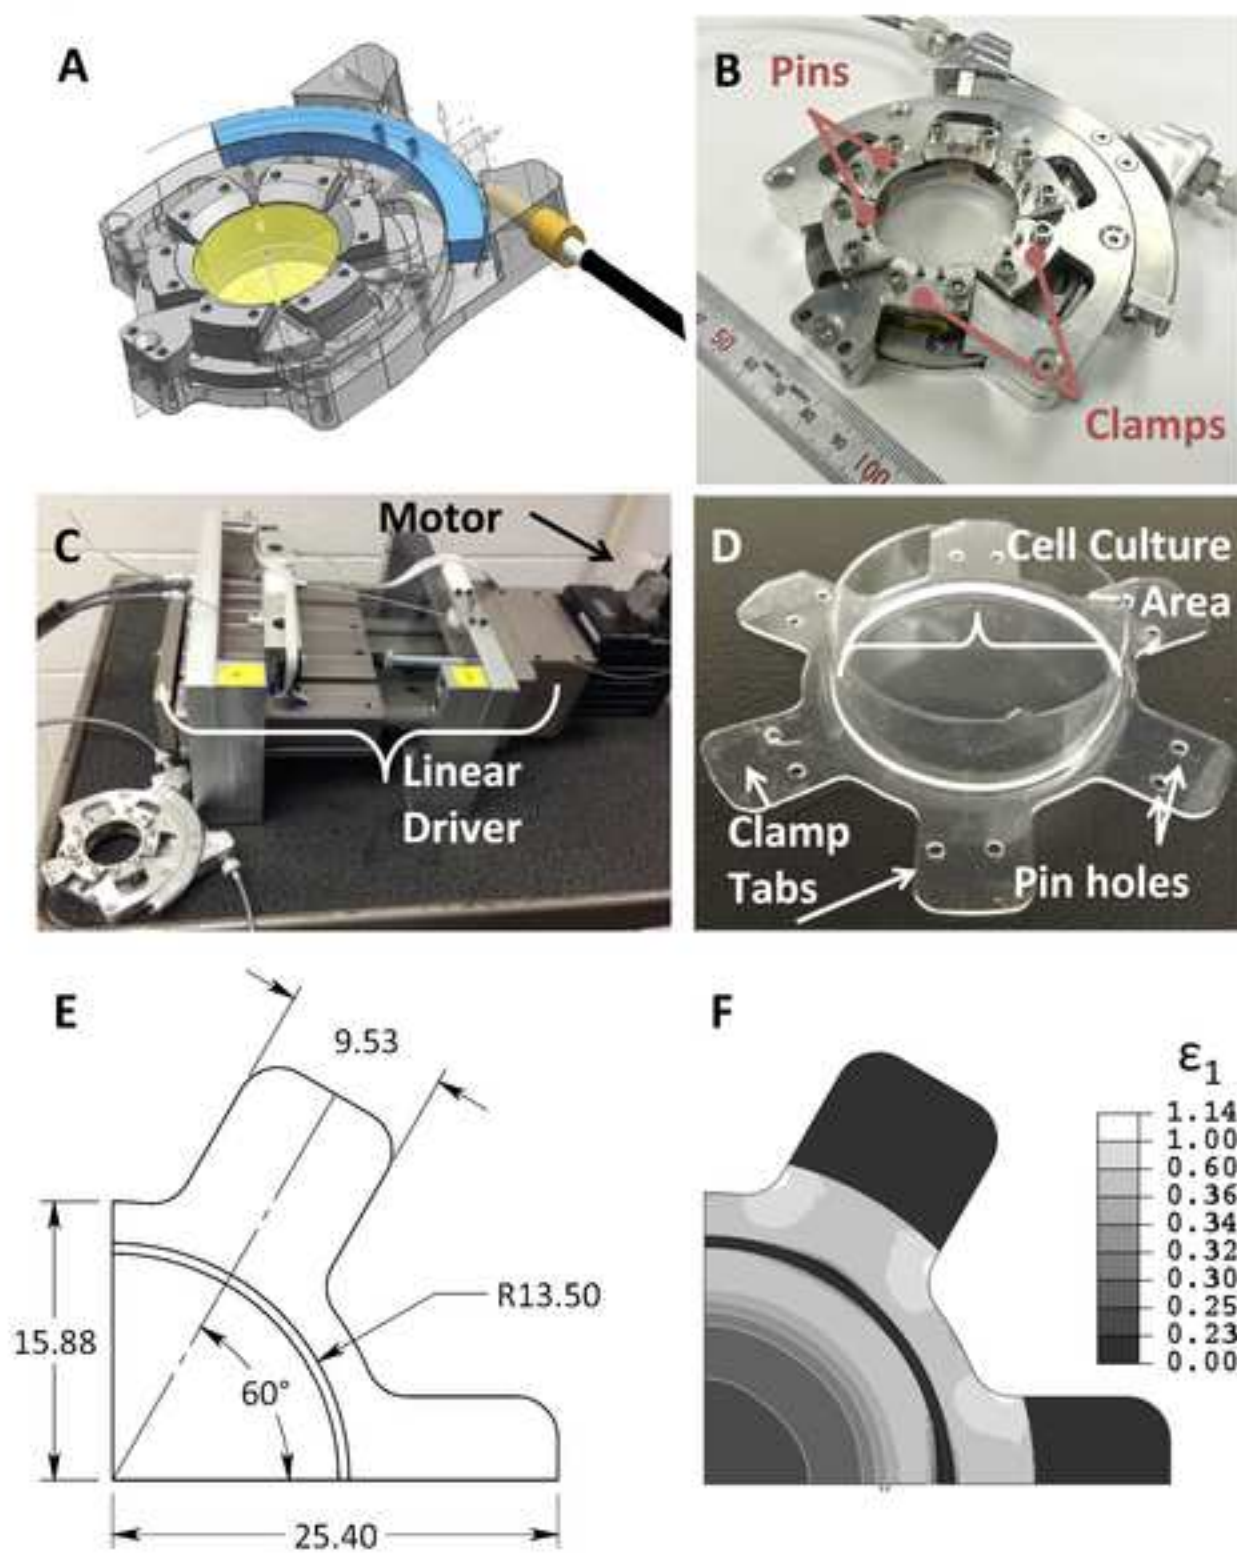 A
B
Pins
Clamps
50
100
C
Motor
Linear
Driver
D
Cell Culture
Area
Clamp
Tabs
Pin holes
E
9.53
R13.50
15.88
60°
25.40
F
ε1
1.14
1.00
0.60
0.36
0.34
0.32
0.30
0.25
0.23
0.00